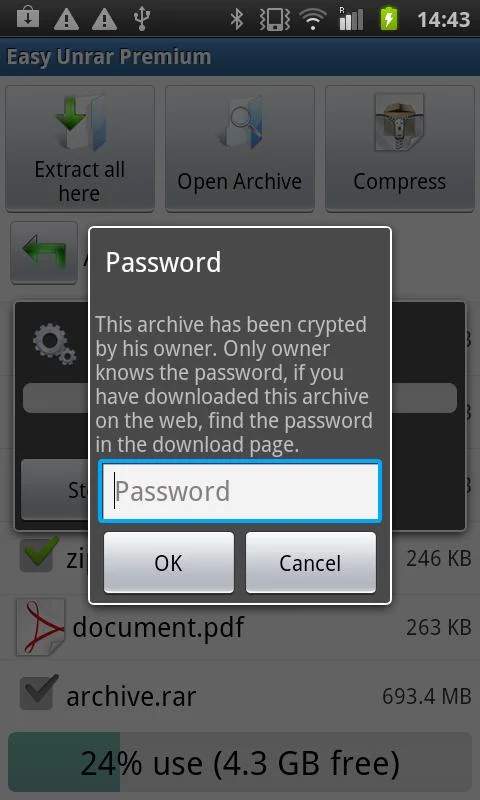 14:43
Easy Unrar Premium
Extract all
here
Open Archive
Compress
Password
This archive has been crypted
by his owner. Only owner
knows the password, if you
have downloaded this archive
on the web, find the password
in the download page.
Password
OK
Cancel
246 KB
document.pdf
263 KB
archive.rar
693.4 MB
24% use (4.3 GB free)